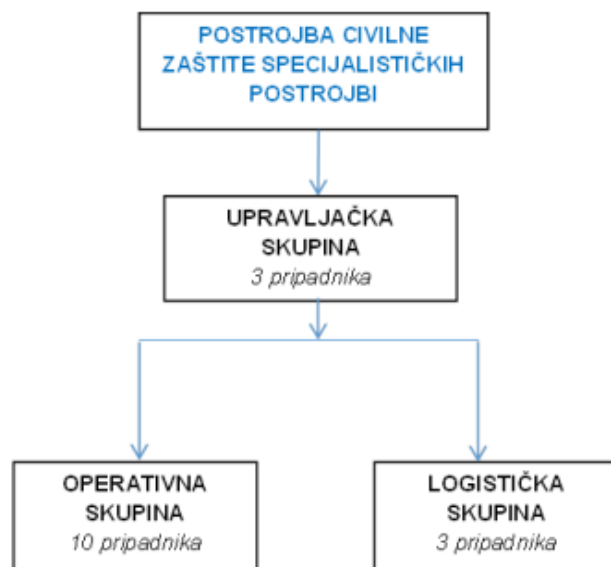 POSTROJBA CIVILNE
ZAŠTITE SPECIJALISTIČKIH
POSTROJBI
UPRAVLJAČKA
SKUPINA
3 pripadnika
OPERATIVNA
SKUPINA
10 pripadnika
LOGISTIČKA
SKUPINA
3 pripadnika